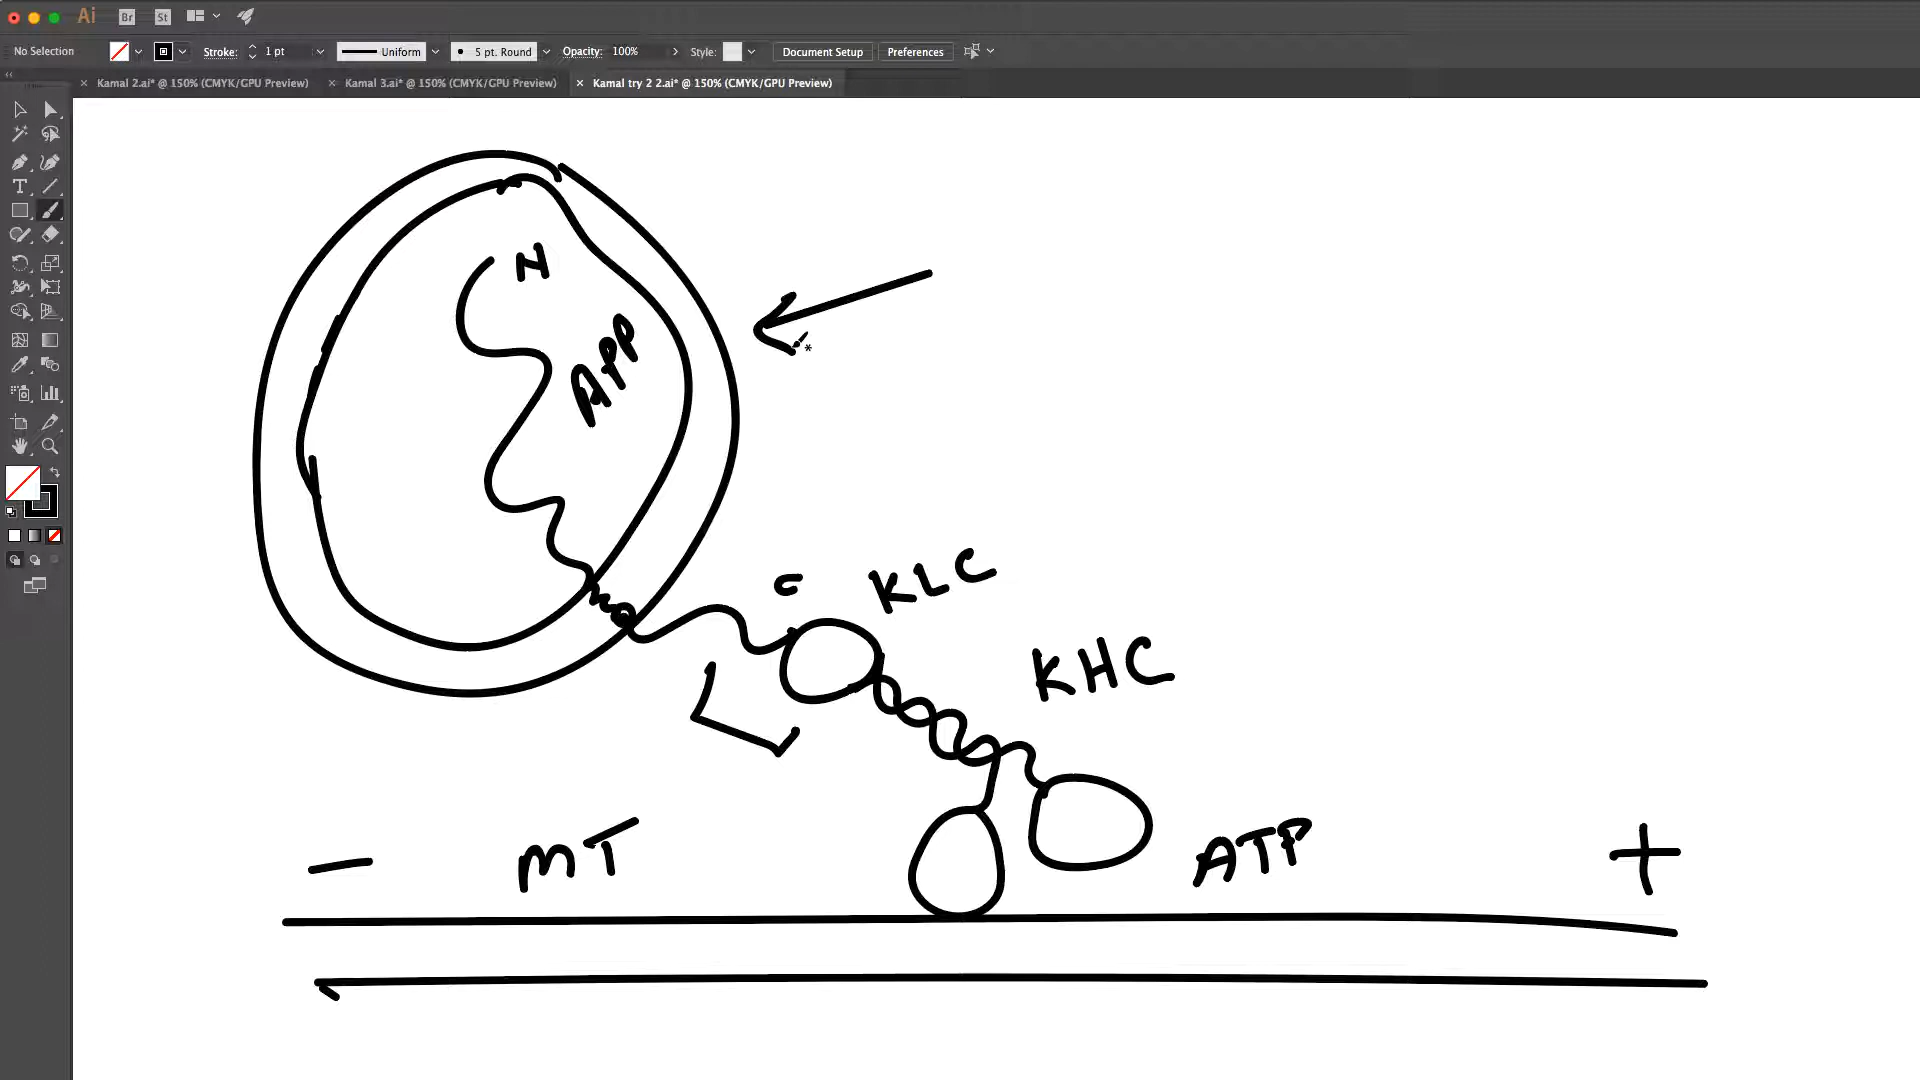 Ai Br St
No Selection Stroke: 1 pt Uniform 5 pt. Round Opacity: 100% Style: Document Setup Preferences
Kamal 2.ai* @ 150% (CMYK/GPU Preview) Kamal 3.ai* @ 150% (CMYK/GPU Preview) Kamal try 2 2.ai* @ 150% (CMYK/GPU Preview)
N
APP
C
KLC
KHC
- MT ATP +